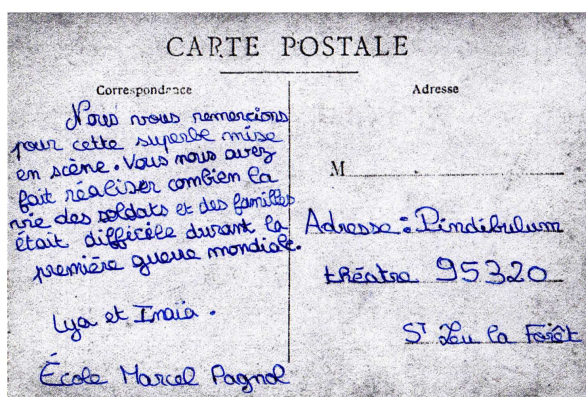 CARTE POSTALE
Correspondance
Nous vous remercions
pour cette superbe mise
en scène. Vous nous avez
fait réaliser combien la
vie des soldats et des familles
était difficile durant la
première guerre mondiale.
Lya et Inaïa.
École Marcel Pagnol
Adresse
M
Adresse : Pindibulum
théatre 95320
St Leu la Forêt